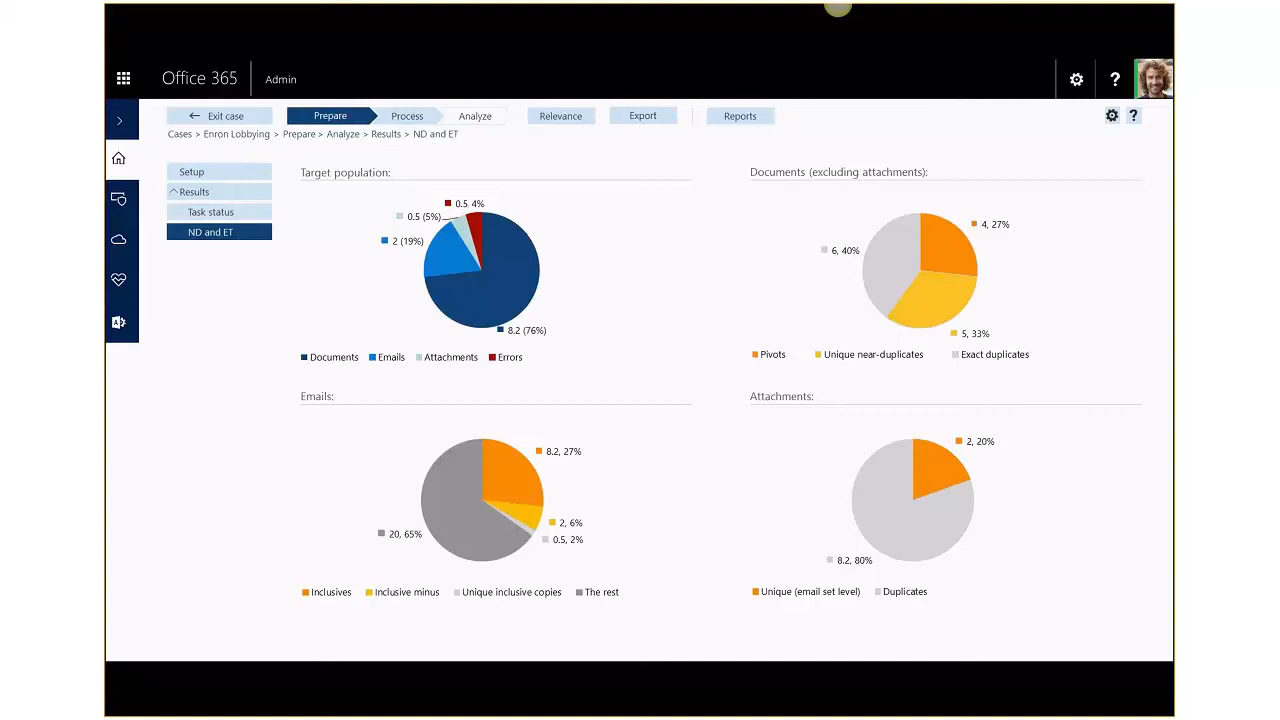 Office 365 Admin ?
Exit case Prepare Process Analyze Relevance Export Reports ?
Cases > Enron Lobbying > Prepare > Analyze > Results > ND and ET
Setup
Results
Task status
ND and ET
Target population:
0.5, 4%
0.5 (5%)
2 (19%)
8.2 (76%)
Documents Emails Attachments Errors
Documents (excluding attachments):
4, 27%
6, 40%
5, 33%
Pivots Unique near-duplicates Exact duplicates
Emails:
8.2, 27%
2, 6%
20, 65%
0.5, 2%
Inclusives Inclusive minus Unique inclusive copies The rest
Attachments:
2, 20%
8.2, 80%
Unique (email set level) Duplicates